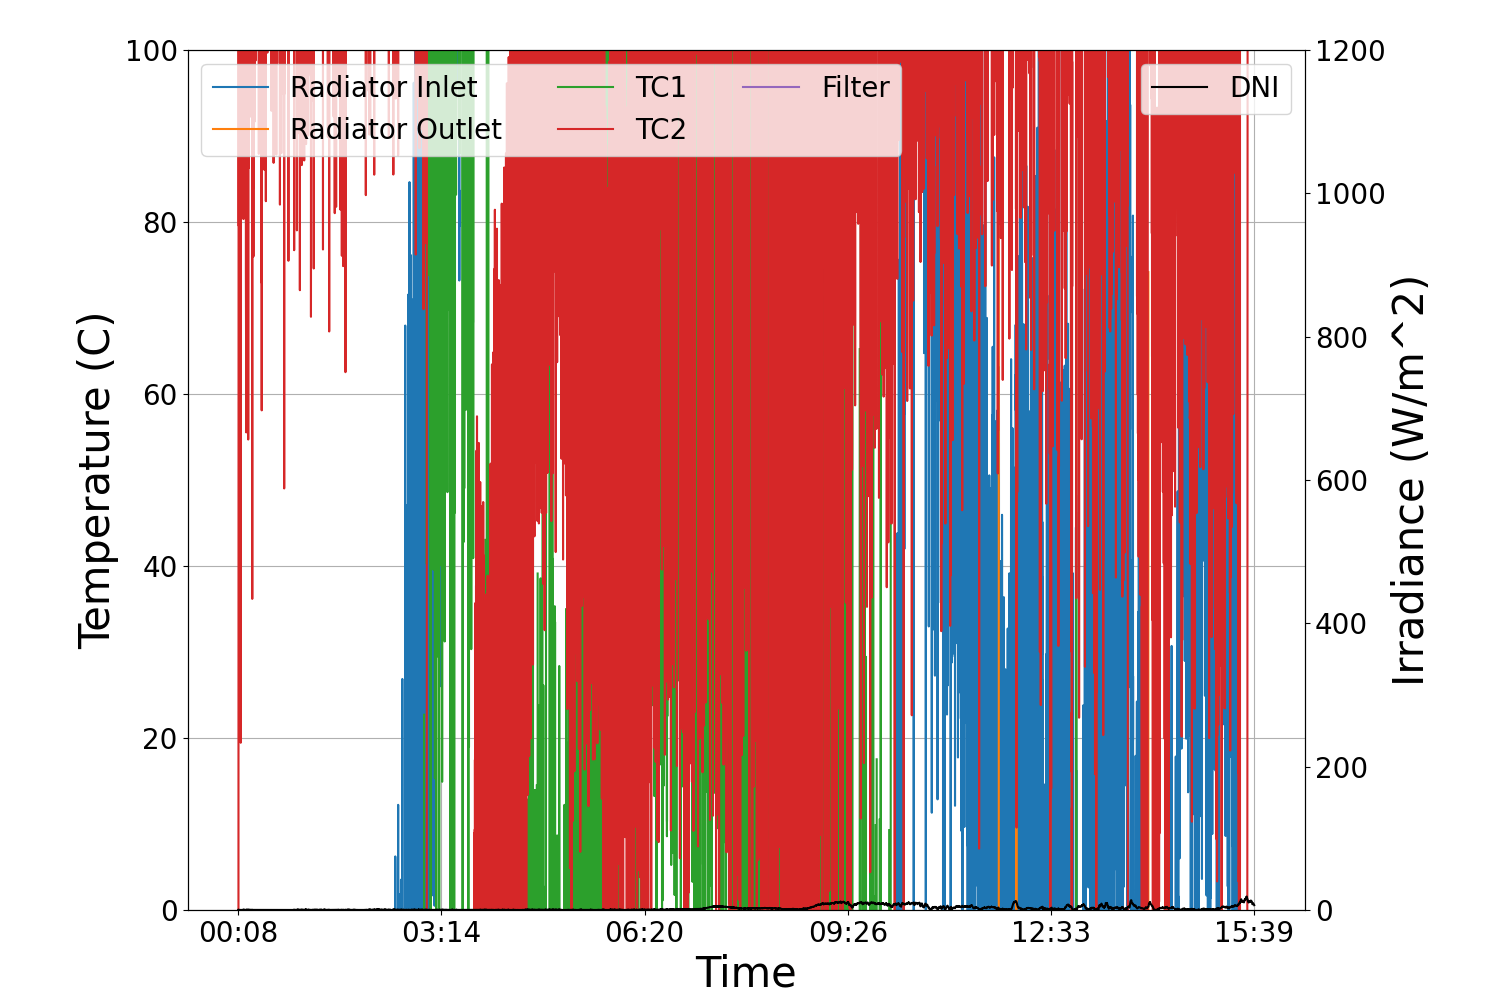 Radiator Inlet
Radiator Outlet
TC1
TC2
Filter
DNI
Temperature (C)
100
80
60
40
20
0
Irradiance (W/m^2)
1200
1000
800
600
400
200
0
00:08 03:14 06:20 09:26 12:33 15:39
Time